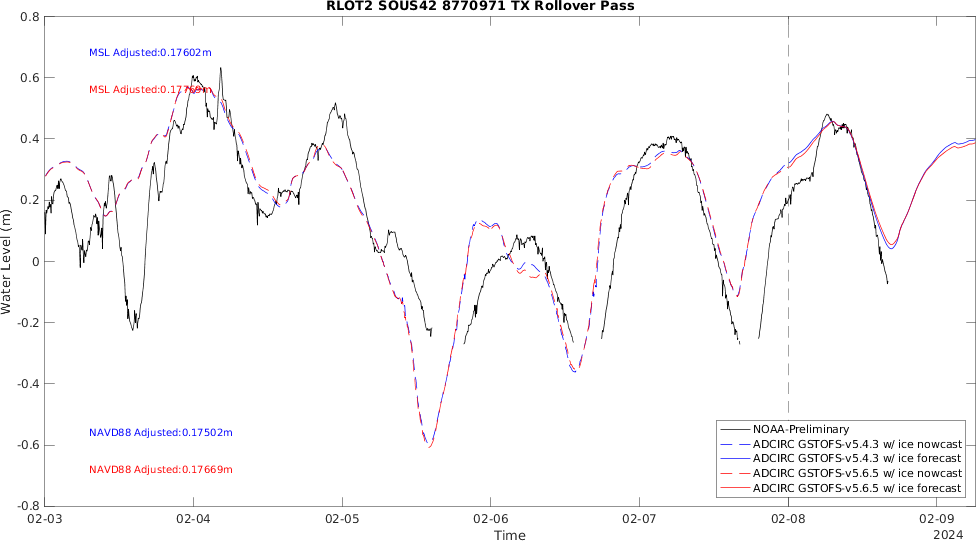 RLOT2 SOUS42 8770971 TX Rollover Pass
0.8
0.6
0.4
0.2
0
-0.2
-0.4
-0.6
-0.8
Water Level (m)
MSL Adjusted:0.17602m
MSL Adjusted:0.17769m
NAVD88 Adjusted:0.17502m
NAVD88 Adjusted:0.17669m
NOAA-Preliminary
ADCIRC GSTOFS-v5.4.3 w/ ice nowcast
ADCIRC GSTOFS-v5.4.3 w/ ice forecast
ADCIRC GSTOFS-v5.6.5 w/ ice nowcast
ADCIRC GSTOFS-v5.6.5 w/ ice forecast
02-03 02-04 02-05 02-06 02-07 02-08 02-09
Time
2024